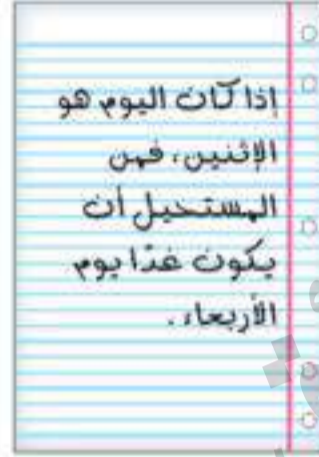 إذا كان اليوم هو
الإثنين، فمن
المستحيل أن
يكون غدًا يوم
الأربعاء.